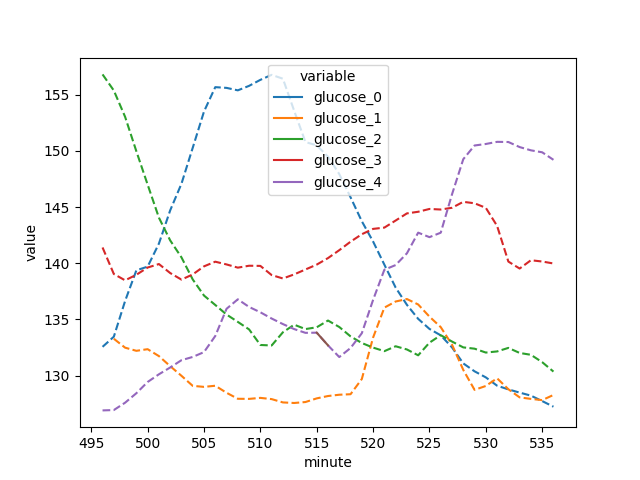 variable
glucose_0
glucose_1
glucose_2
glucose_3
glucose_4
155
150
145
140
135
130
value
495 500 505 510 515 520 525 530 535
minute